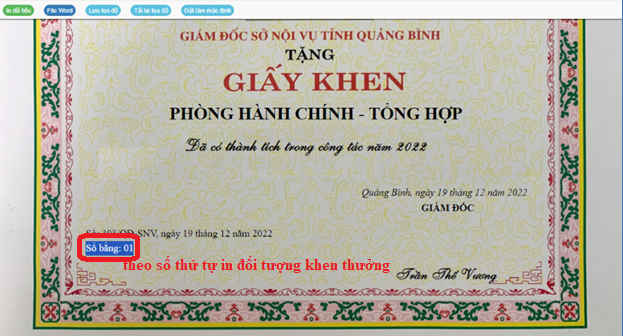 In dữ liệu
File Word
Lưu tọa độ
Tải lại tọa độ
Đặt làm mặc định
GIÁM ĐỐC SỞ NỘI VỤ TỈNH QUẢNG BÌNH
TẶNG
GIẤY KHEN
PHÒNG HÀNH CHÍNH - TỔNG HỢP
Đã có thành tích trong công tác năm 2022
Quảng Bình, ngày 19 tháng 12 năm 2022
GIÁM ĐỐC
Số: 303/QĐ-SNV, ngày 19 tháng 12 năm 2022
Số bằng: 01
theo số thứ tự in đối tượng khen thưởng
Trần Thế Vương